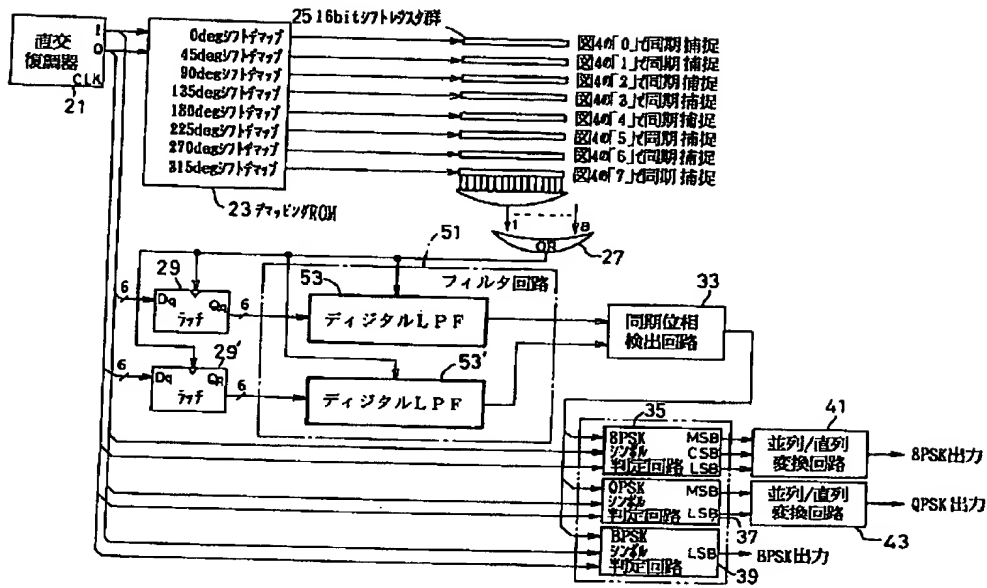 25 16bitシフトレジスタ群
直交
復調器
I
Q
CLK
21
0degシフトデマップ
45degシフトデマップ
90degシフトデマップ
135degシフトデマップ
180degシフトデマップ
225degシフトデマップ
270degシフトデマップ
315degシフトデマップ
23 デマッピングROM
図4の「0」で同期捕捉
図4の「1」で同期捕捉
図4の「2」で同期捕捉
図4の「3」で同期捕捉
図4の「4」で同期捕捉
図4の「5」で同期捕捉
図4の「6」で同期捕捉
図4の「7」で同期捕捉
1
8
OR
27
51
フィルタ回路
29
6
Dq Qq
ラッチ
6
53
ディジタルLPF
29'
6
Dq QR
ラッチ
6
53'
ディジタルLPF
33
同期位相
検出回路
35
8PSK
シンボル
判定回路
MSB
CSB
LSB
41
並列/直列
変換回路
8PSK出力
QPSK
シンボル
判定回路
MSB
LSB
37
並列/直列
変換回路
43
QPSK出力
BPSK
シンボル
判定回路
LSB
39
BPSK出力